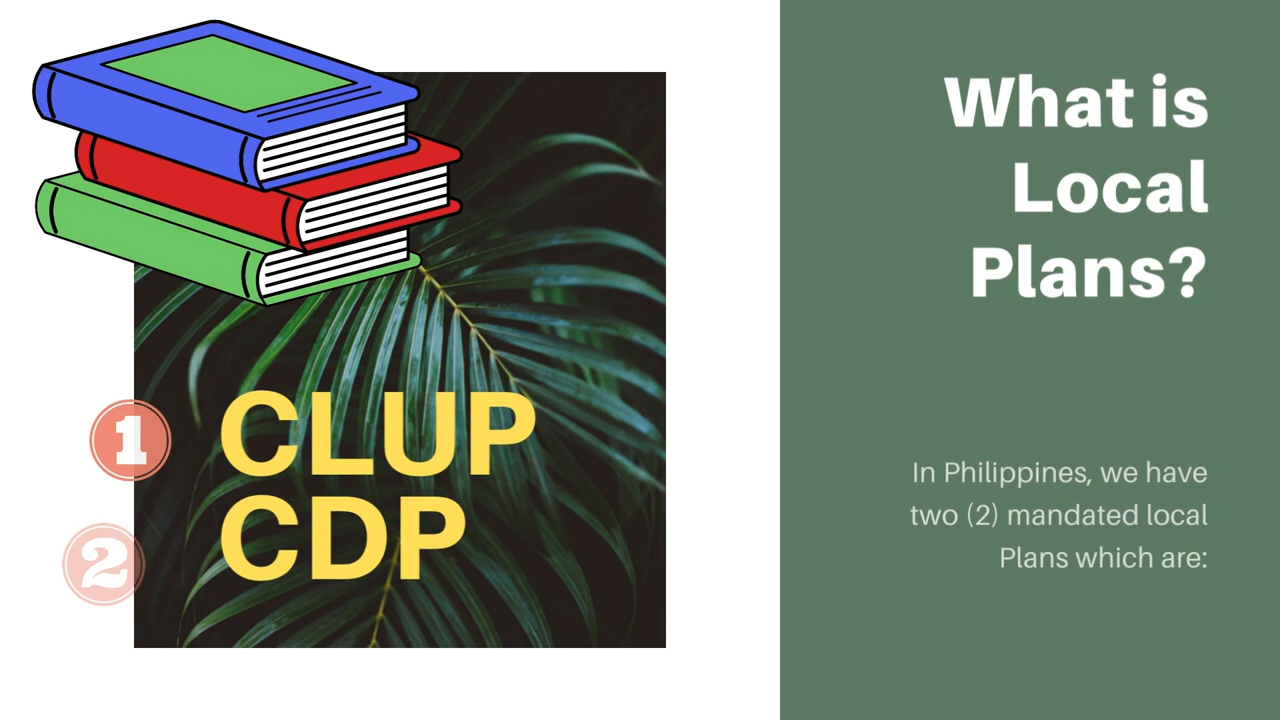 What is
Local
Plans?
In Philippines, we have
two (2) mandated local
Plans which are:
1 CLUP
2 CDP